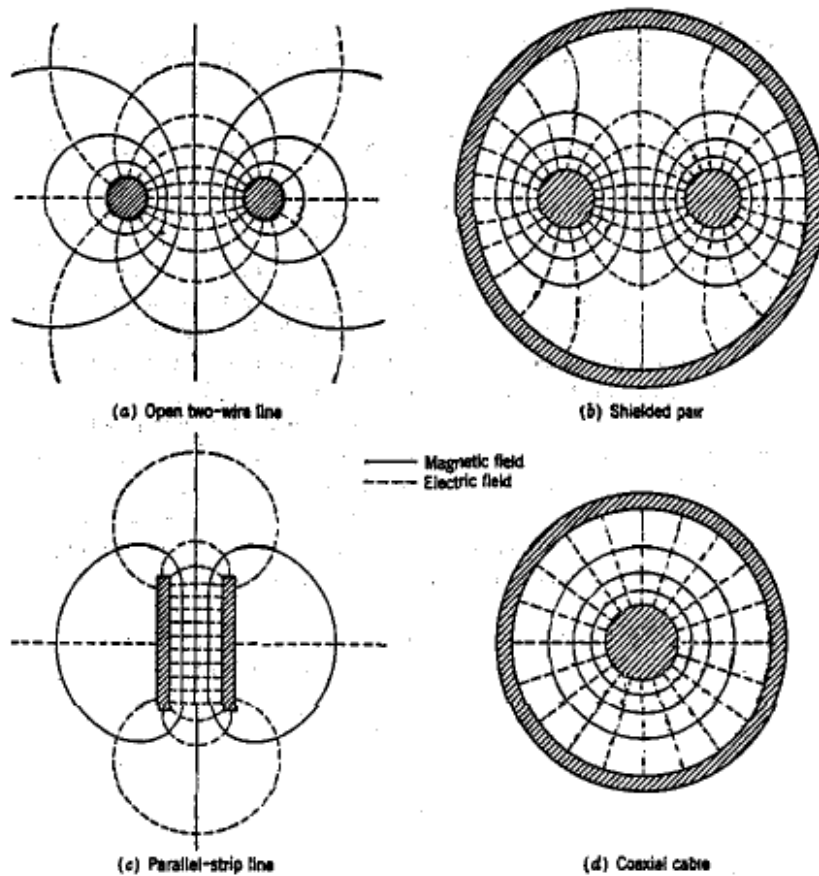 (a) Open two-wire line
(b) Shielded pair
Magnetic field
Electric field
(c) Parallel-strip line
(d) Coaxial cable